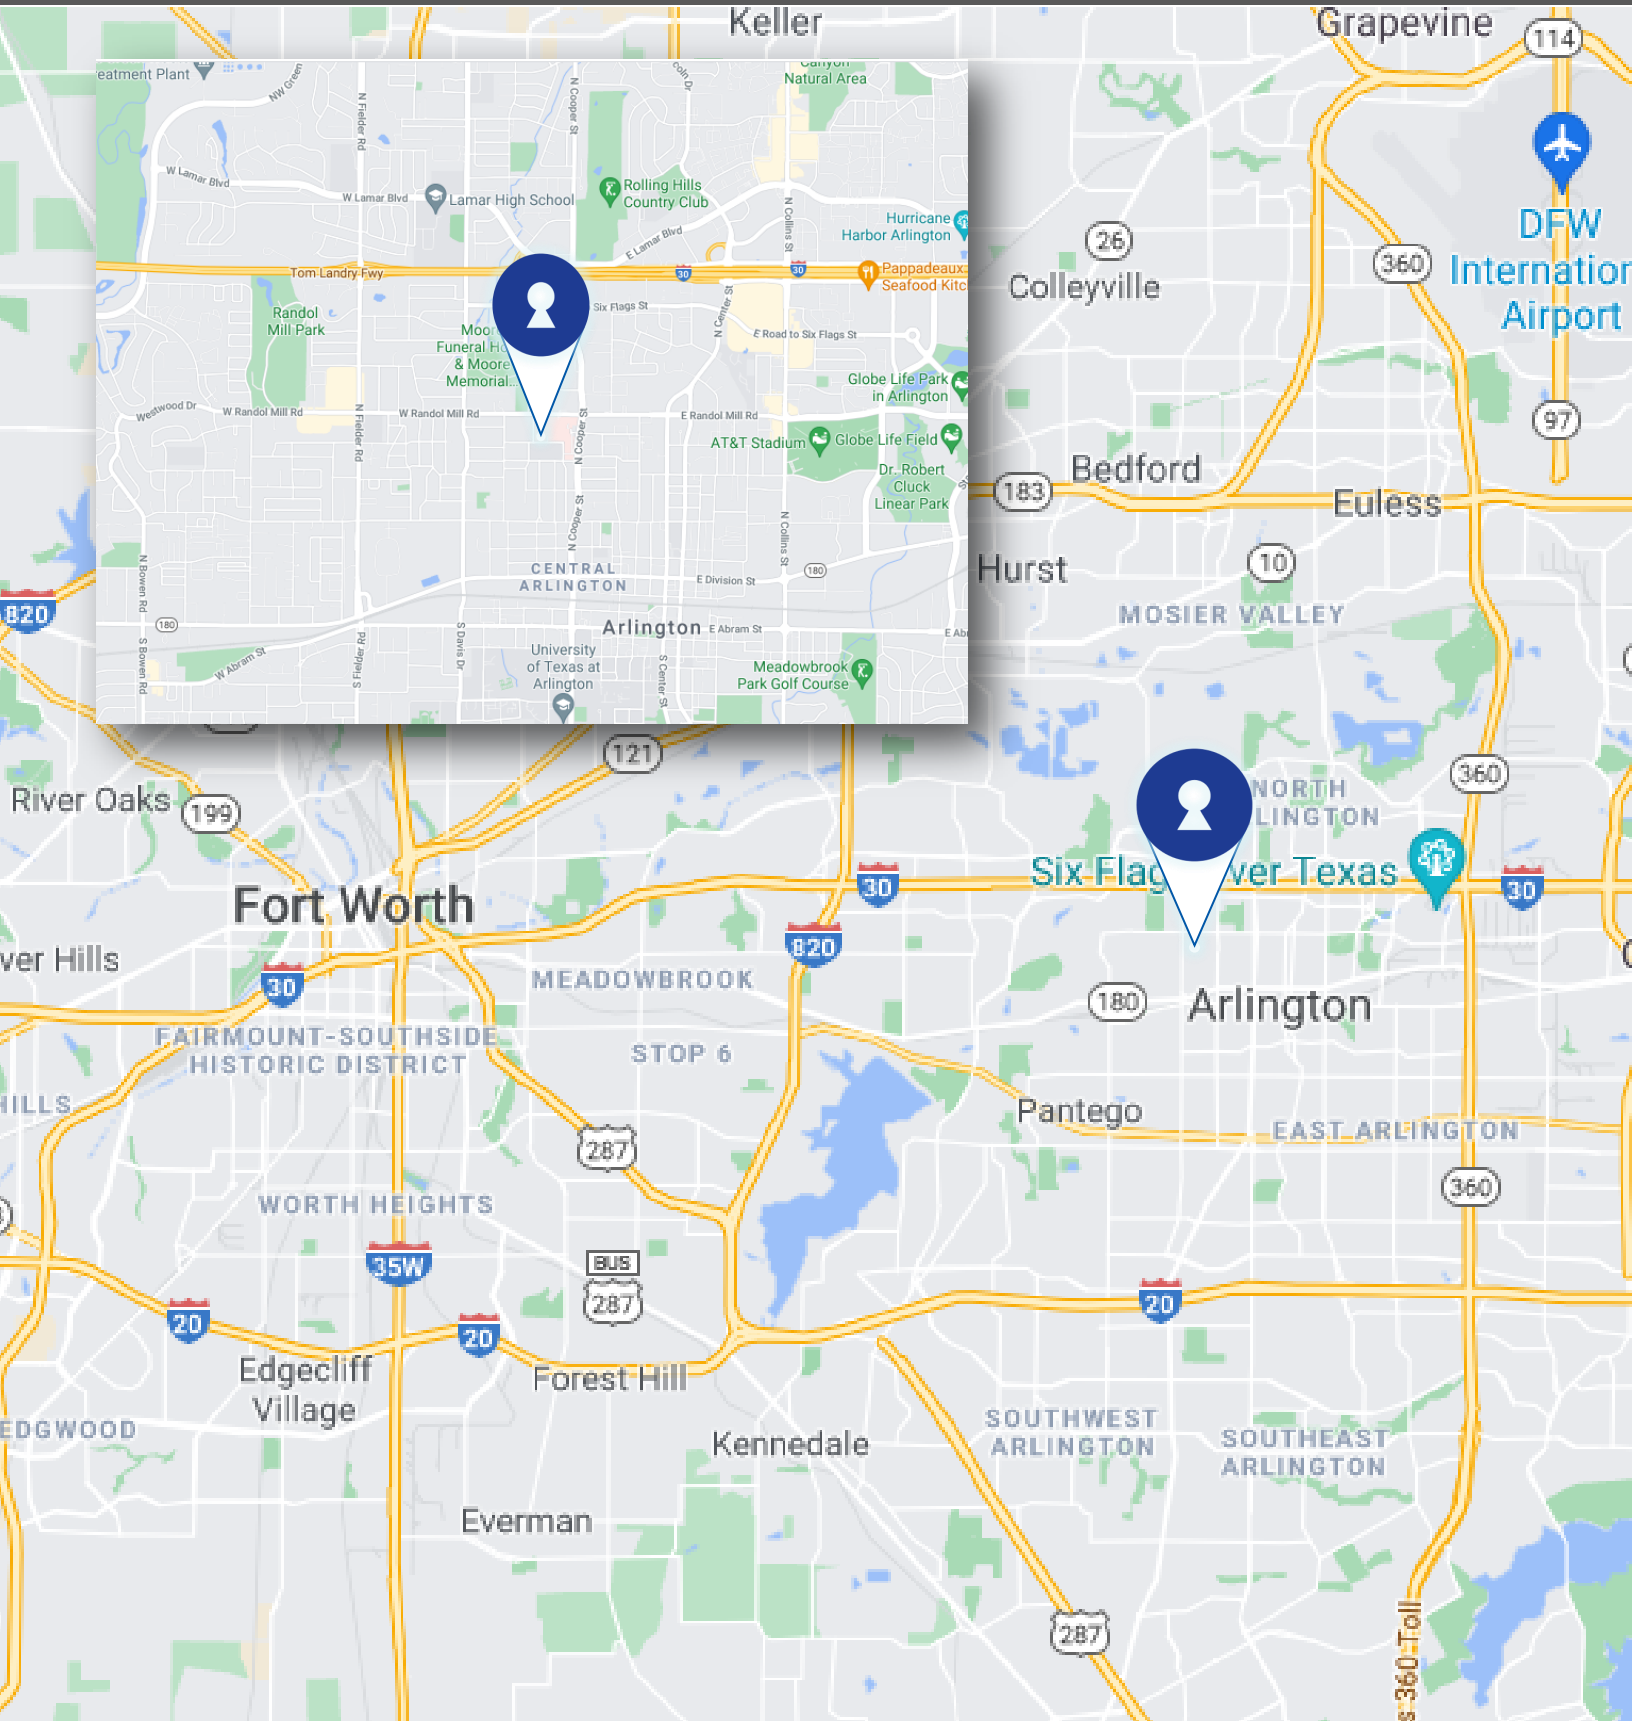 Keller
Grapevine
114
eatment Plant
NW Green
N Fielder Rd
N Cooper St
coln Dr
Canyon
Natural Area
W Lamar Blvd
W Lamar Blvd
Lamar High School
Rolling Hills
Country Club
N Collins St
Hurricane
Harbor Arlington
E Lamar Blvd
Tom Landry Fwy
30
30
Pappadeaux
Seafood Kitc
Randol
Mill Park
Six Flags St
N Center St
E Road to Six Flags St
Moor
Funeral H
& Moore
Memorial...
Globe Life Park
in Arlington
Westwood Dr
W Randol Mill Rd
N Fielder Rd
W Randol Mill Rd
N Cooper St
E Randol Mill Rd
AT&T Stadium
Globe Life Field
Dr. Robert
Cluck
Linear Park
N Cooper St
N Collins St
N Bowen Rd
CENTRAL
ARLINGTON
E Division St
180
180
Arlington
E Abram St
E Ab
S Bowen Rd
W Abram St
S Fielder Rd
S Davis Dr
University
of Texas at
Arlington
S Center St
Meadowbrook
Park Golf Course
DFW
Internation
Airport
26
360
Colleyville
97
Bedford
183
Euless
Hurst
10
MOSIER VALLEY
820
121
360
River Oaks
199
NORTH
LINGTON
Six Flag
ver Texas
30
30
Fort Worth
820
ver Hills
30
MEADOWBROOK
180
Arlington
FAIRMOUNT-SOUTHSIDE
HISTORIC DISTRICT
STOP 6
HILLS
Pantego
EAST ARLINGTON
287
360
WORTH HEIGHTS
35W
BUS
287
20
20
20
Edgecliff
Village
Forest Hill
EDGWOOD
Kennedale
SOUTHWEST
ARLINGTON
SOUTHEAST
ARLINGTON
Everman
287
s 360 Toll